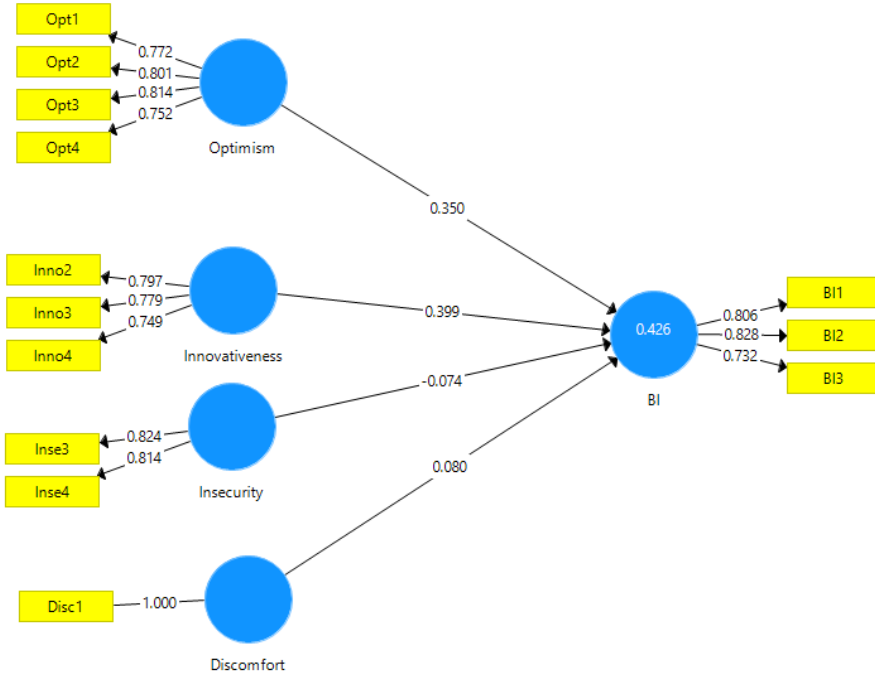 Opt1
0.772
Opt2
0.801
Opt3
0.814
0.752
Opt4
Optimism
0.350
Inno2
0.797
Inno3
0.779
0.749
Inno4
Innovativeness
0.399
BI1
0.806
0.426
0.828
BI2
0.732
BI3
BI
-0.074
Inse3
0.824
0.814
Inse4
Insecurity
0.080
Disc1
1.000
Discomfort